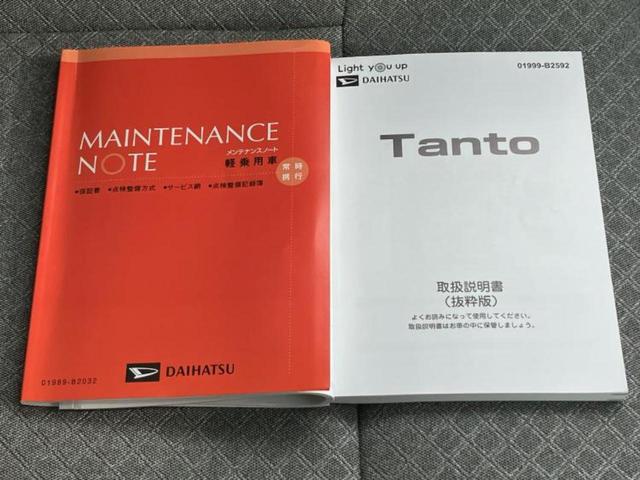 MAINTENANCE
NOTE
メンテナンスノート
軽乗用車
常時
携行
●保証書 ●点検整備方式 ●サービス網 ●点検整備記録簿
DAIHATSU
01989-B2032
Light you up
DAIHATSU
01999-B2592
Tanto
取扱説明書
（抜粋版）
よくお読みになって使用してください。
取扱説明書はお車の中に保管しましょう。